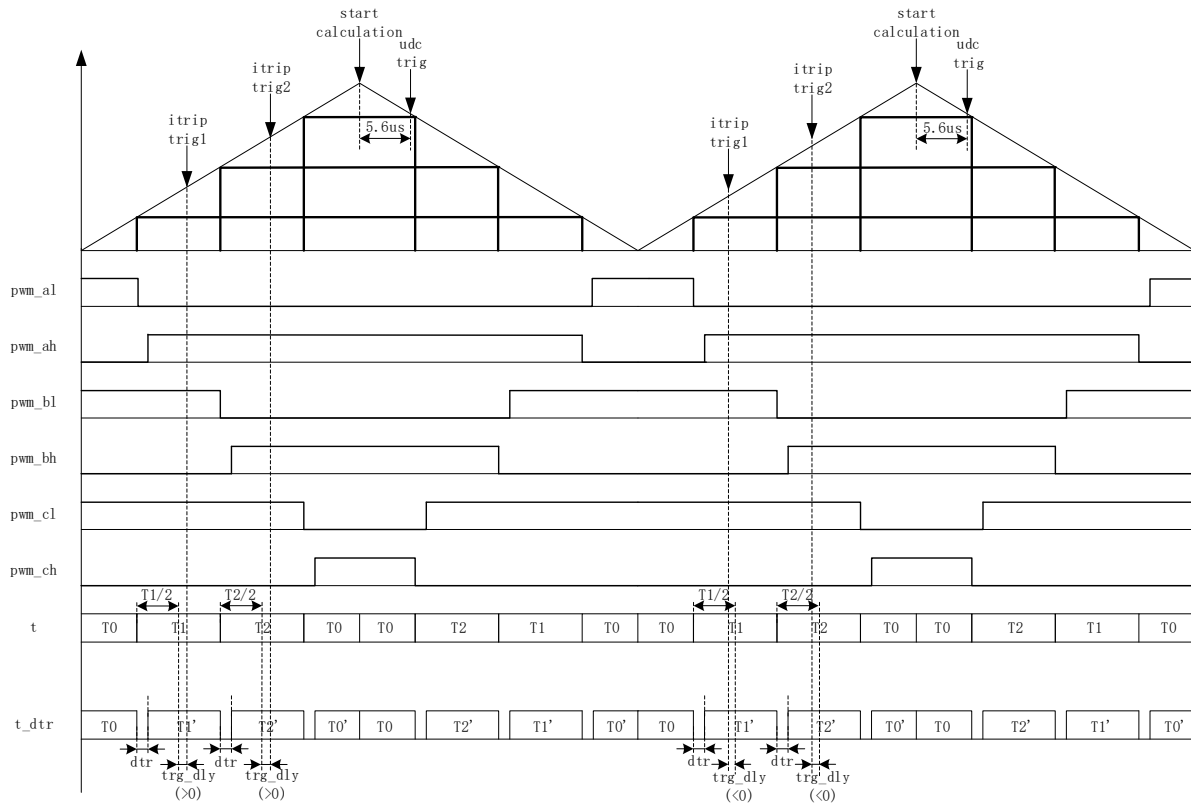 start
calculation
udc
trig
itrip
trig2
itrip
trig1
5.6us
start
calculation
udc
trig
itrip
trig2
itrip
trig1
5.6us
pwm_al
pwm_ah
pwm_bl
pwm_bh
pwm_cl
pwm_ch
T1/2 T2/2 T1/2 T2/2
t T0 T1 T2 T0 T0 T2 T1 T0 T0 T1 T2 T0 T0 T2 T1 T0
t_dtr T0 T1' T2' T0' T0 T2' T1' T0' T0 T1' T2' T0' T0 T2' T1' T0'
dtr dtr dtr dtr
trg_dly trg_dly trg_dly trg_dly
(>0) (>0) (<0) (<0)